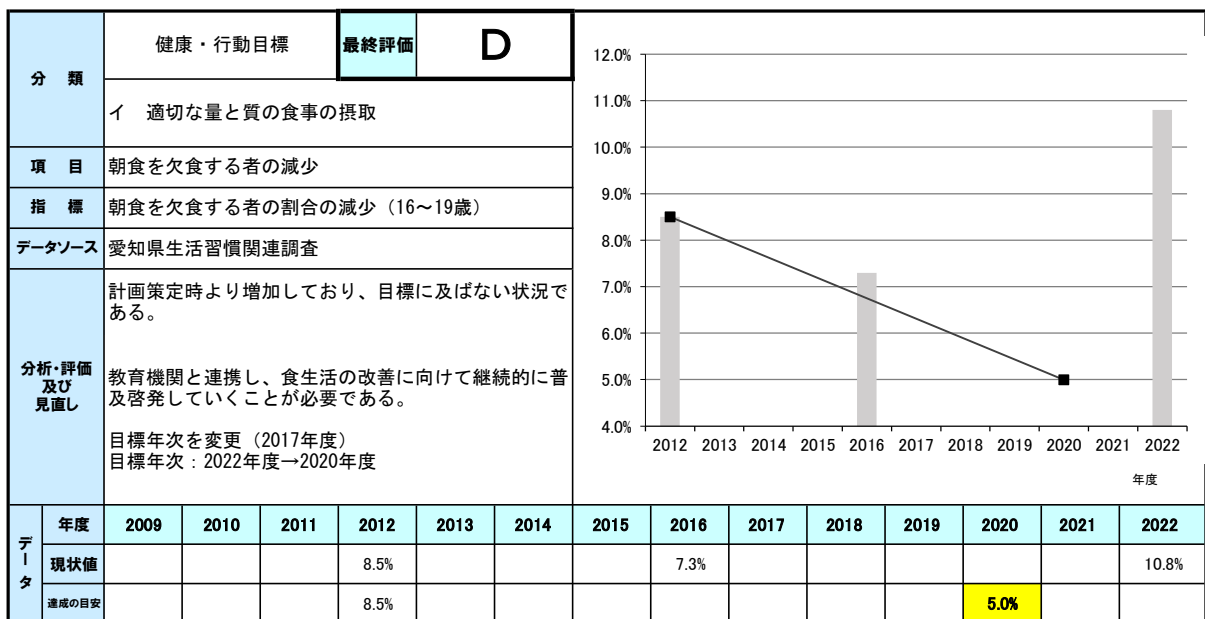 分　類
健康・行動目標
最終評価
D
イ　適切な量と質の食事の摂取
項　目
朝食を欠食する者の減少
指　標
朝食を欠食する者の割合の減少（16～19歳）
データソース
愛知県生活習慣関連調査
分析・評価
及び
見直し
計画策定時より増加しており、目標に及ばない状況で
ある。
教育機関と連携し、食生活の改善に向けて継続的に普
及啓発していくことが必要である。
目標年次を変更（2017年度）
目標年次：2022年度→2020年度
12.0%
11.0%
10.0%
9.0%
8.0%
7.0%
6.0%
5.0%
4.0%
2012 2013 2014 2015 2016 2017 2018 2019 2020 2021 2022
年度
データ
年度 2009 2010 2011 2012 2013 2014 2015 2016 2017 2018 2019 2020 2021 2022
現状値 8.5% 7.3% 10.8%
達成の目安 8.5% 5.0%